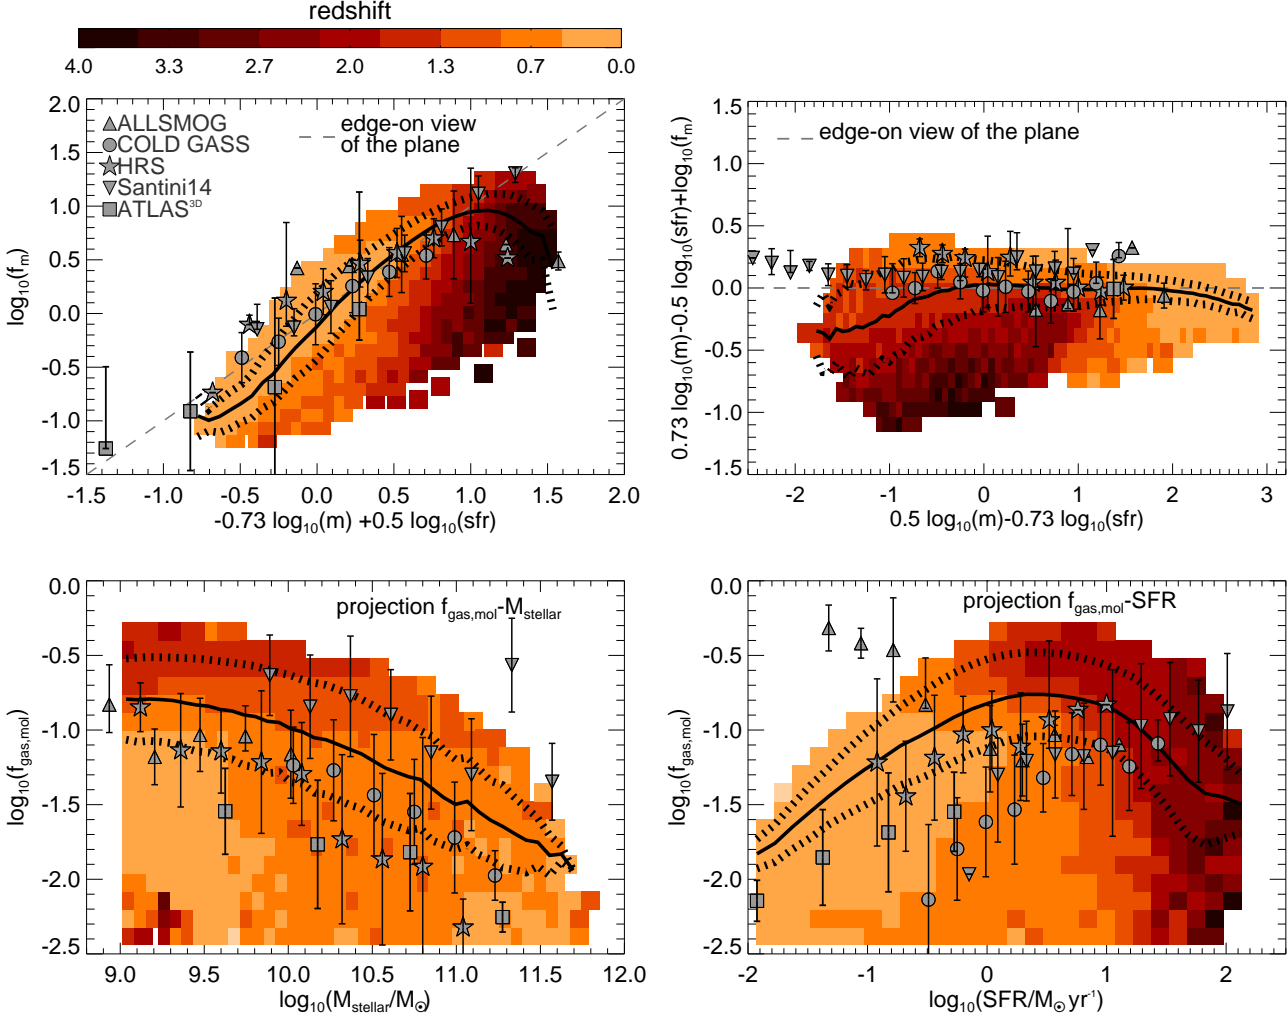 redshift
4.0 3.3 2.7 2.0 1.3 0.7 0.0
2.0
1.5
1.0
0.5
0.0
-0.5
-1.0
-1.5
log₁₀(fₘ)
ALLSMOG
COLD GASS
HRS
Santini14
ATLAS³ᴰ
edge-on view
of the plane
-1.5 -1.0 -0.5 0.0 0.5 1.0 1.5 2.0
-0.73 log₁₀(m) +0.5 log₁₀(sfr)
1.5
1.0
0.5
0.0
-0.5
-1.0
-1.5
0.73 log₁₀(m)-0.5 log₁₀(sfr)+log₁₀(fₘ)
edge-on view of the plane
-2 -1 0 1 2 3
0.5 log₁₀(m)-0.73 log₁₀(sfr)
0.0
-0.5
-1.0
-1.5
-2.0
-2.5
log₁₀(f_gas,mol)
projection f_gas,mol-M_stellar
9.0 9.5 10.0 10.5 11.0 11.5 12.0
log₁₀(M_stellar/M⊙)
0.0
-0.5
-1.0
-1.5
-2.0
-2.5
log₁₀(f_gas,mol)
projection f_gas,mol-SFR
-2 -1 0 1 2
log₁₀(SFR/M⊙ yr⁻¹)